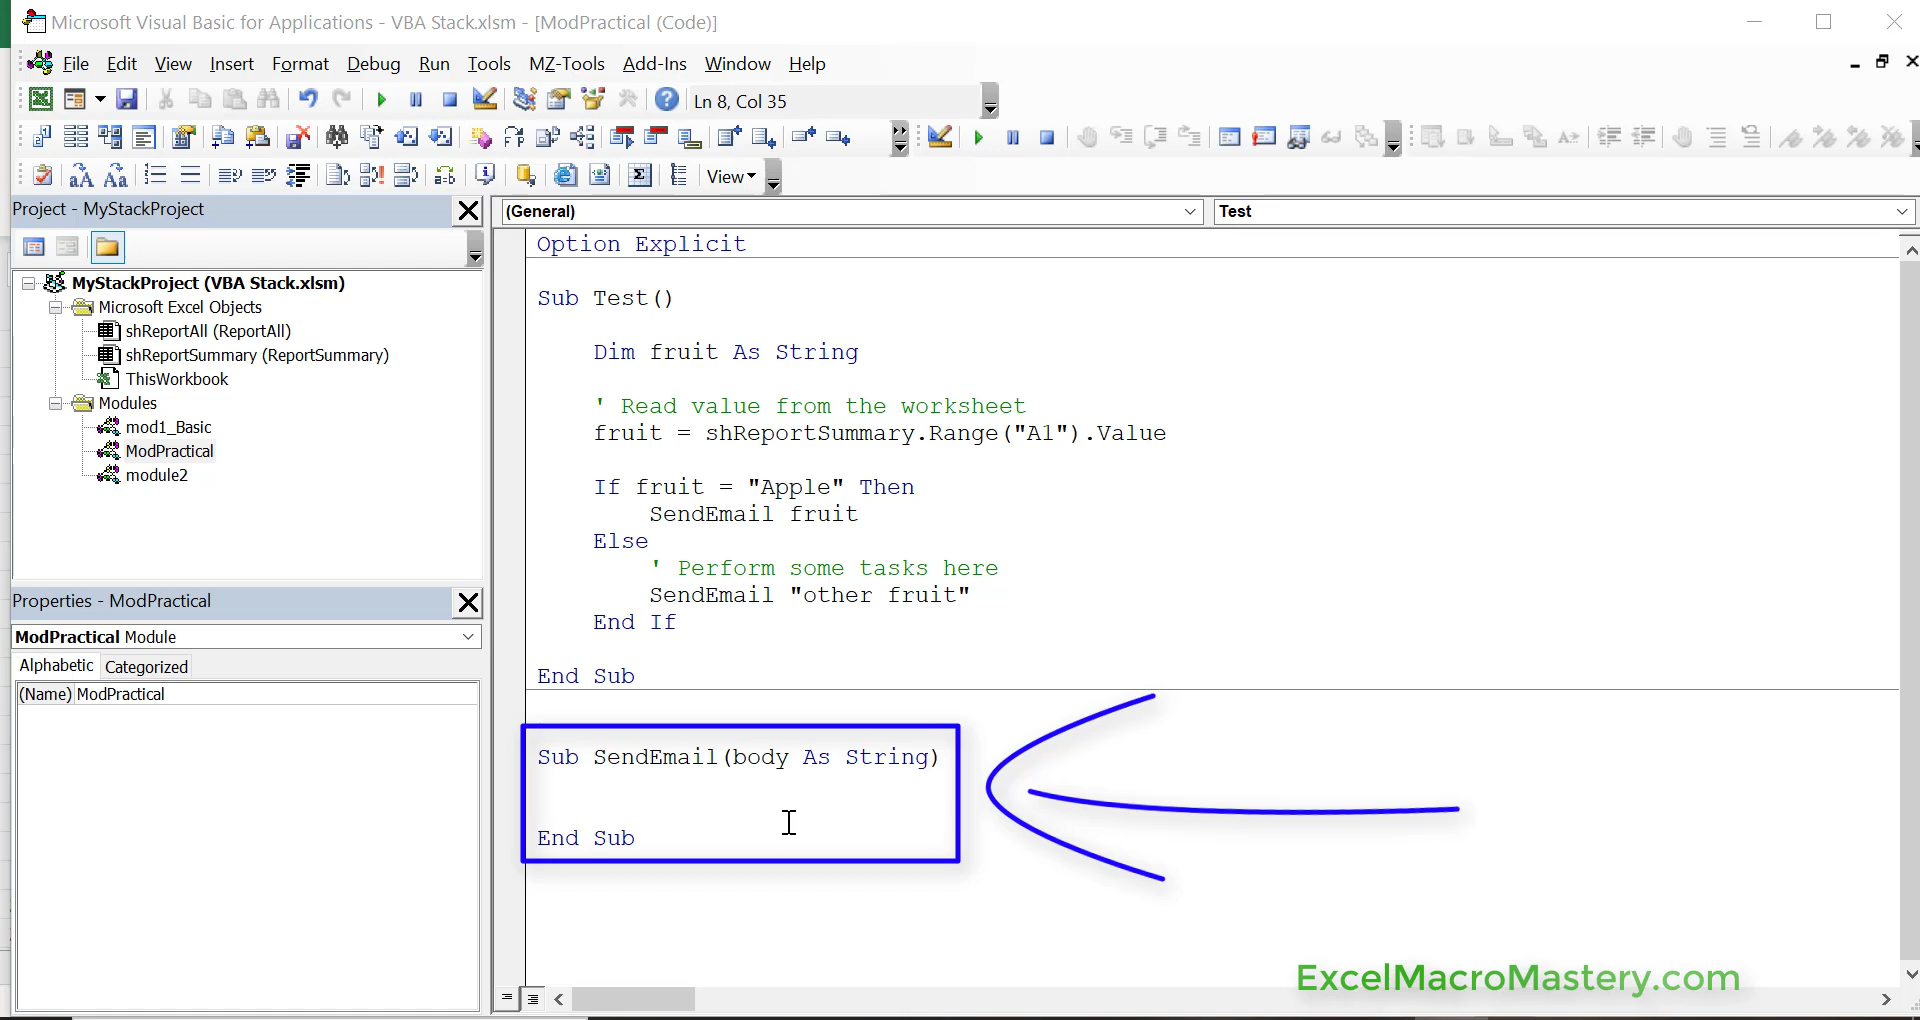 Microsoft Visual Basic for Applications - VBA Stack.xlsm - [ModPractical (Code)]
File Edit View Insert Format Debug Run Tools MZ-Tools Add-Ins Window Help
Ln 8, Col 35
View
Project - MyStackProject
MyStackProject (VBA Stack.xlsm)
Microsoft Excel Objects
shReportAll (ReportAll)
shReportSummary (ReportSummary)
ThisWorkbook
Modules
mod1_Basic
ModPractical
module2
Properties - ModPractical
ModPractical Module
Alphabetic Categorized
(Name) ModPractical
(General) Test
Option Explicit
Sub Test()
Dim fruit As String
' Read value from the worksheet
fruit = shReportSummary.Range("A1").Value
If fruit = "Apple" Then
SendEmail fruit
Else
' Perform some tasks here
SendEmail "other fruit"
End If
End Sub
Sub SendEmail(body As String)
End Sub
ExcelMacroMastery.com